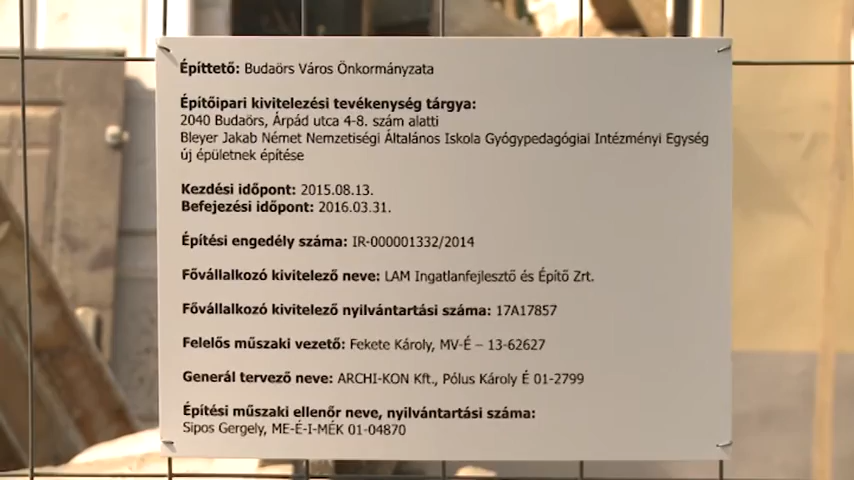 Építtető: Budaörs Város Önkormányzata
Építőipari kivitelezési tevékenység tárgya:
2040 Budaörs, Árpád utca 4-8. szám alatti
Bleyer Jakab Német Nemzetiségi Általános Iskola Gyógypedagógiai Intézményi Egység
új épületnek építése
Kezdési időpont: 2015.08.13.
Befejezési időpont: 2016.03.31.
Építési engedély száma: IR-000001332/2014
Fővállalkozó kivitelező neve: LAM Ingatlanfejlesztő és Építő Zrt.
Fővállalkozó kivitelező nyilvántartási száma: 17A17857
Felelős műszaki vezető: Fekete Károly, MV-É – 13-62627
Generál tervező neve: ARCHI-KON Kft., Pólus Károly É 01-2799
Építési műszaki ellenőr neve, nyilvántartási száma:
Sipos Gergely, ME-É-I-MÉK 01-04870